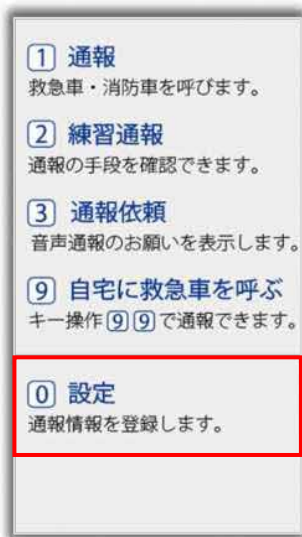 1 通報
救急車・消防車を呼びます。
2 練習通報
通報の手段を確認できます。
3 通報依頼
音声通報のお願いを表示します。
9 自宅に救急車を呼ぶ
キー操作99で通報できます。
0 設定
通報情報を登録します。